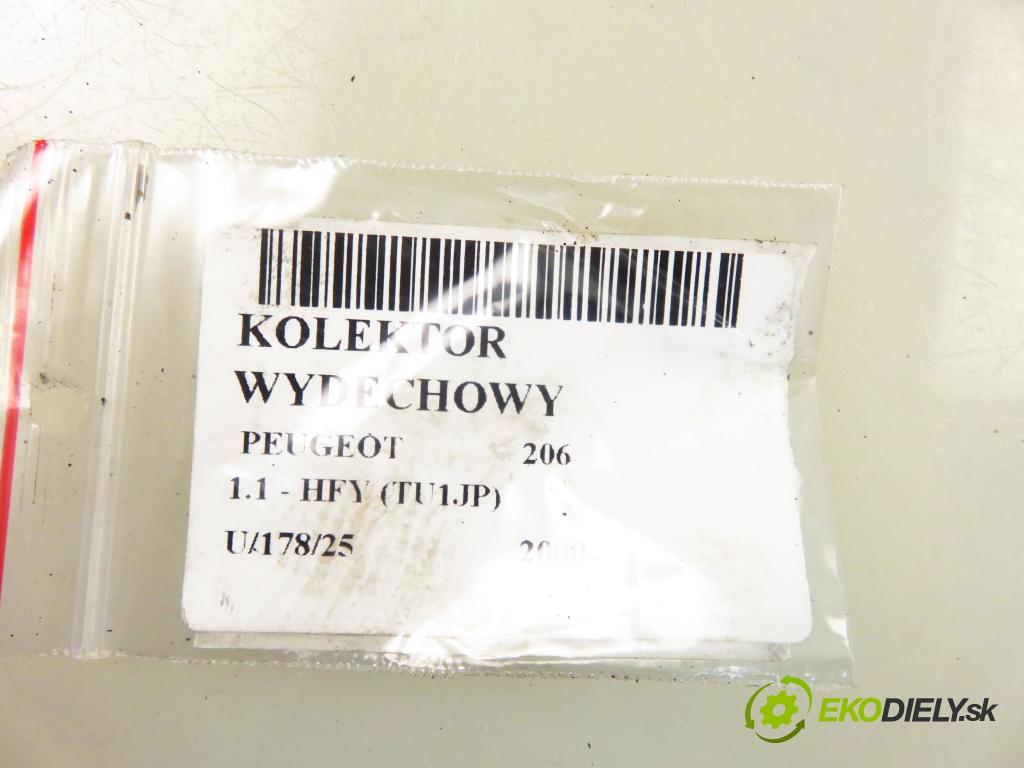 KOLEKTOR
WYDECHOWY
PEUGEOT 206
1.1 - HFY (TU1JP)
U/178/25 2000
EKODIELY.sk